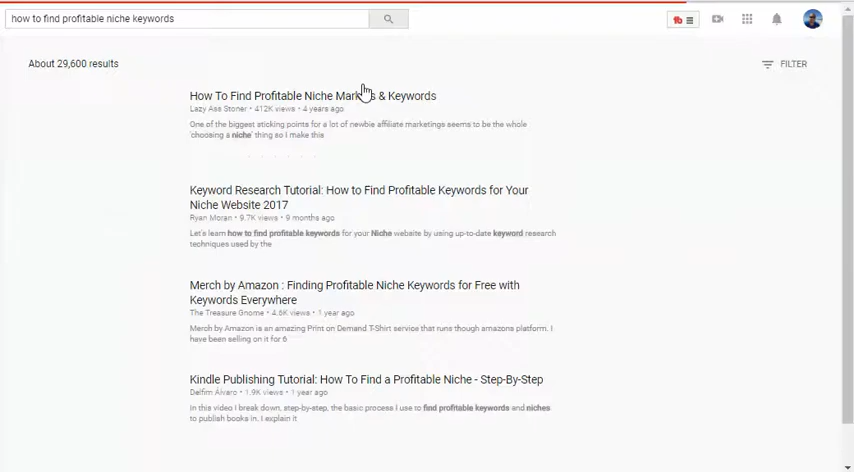 how to find profitable niche keywords
About 29,600 results
FILTER
How To Find Profitable Niche & Keywords
Lazy Ass Stoner • 412K views • 4 years ago
One of the biggest sticking points for a lot of newbie affiliate marketings seems to be the whole
'choosing a niche' thing so I make this
Keyword Research Tutorial: How to Find Profitable Keywords for Your
Niche Website 2017
Ryan Moran • 9.7K views • 9 months ago
Let's learn how to find profitable keywords for your Niche website by using up-to-date keyword research
techniques used by the
Merch by Amazon : Finding Profitable Niche Keywords for Free with
Keywords Everywhere
The Treasure Gnome • 4.6K views • 1 year ago
Merch by Amazon is an amazing Print on Demand T-Shirt service that runs though amazons platform. I
have been selling on it for 6
Kindle Publishing Tutorial: How To Find a Profitable Niche - Step-By-Step
Delfim Álvaro • 1.9K views • 1 year ago
In this video I break down, step-by-step, the basic process I use to find profitable keywords and niches
to publish books in. I explain it